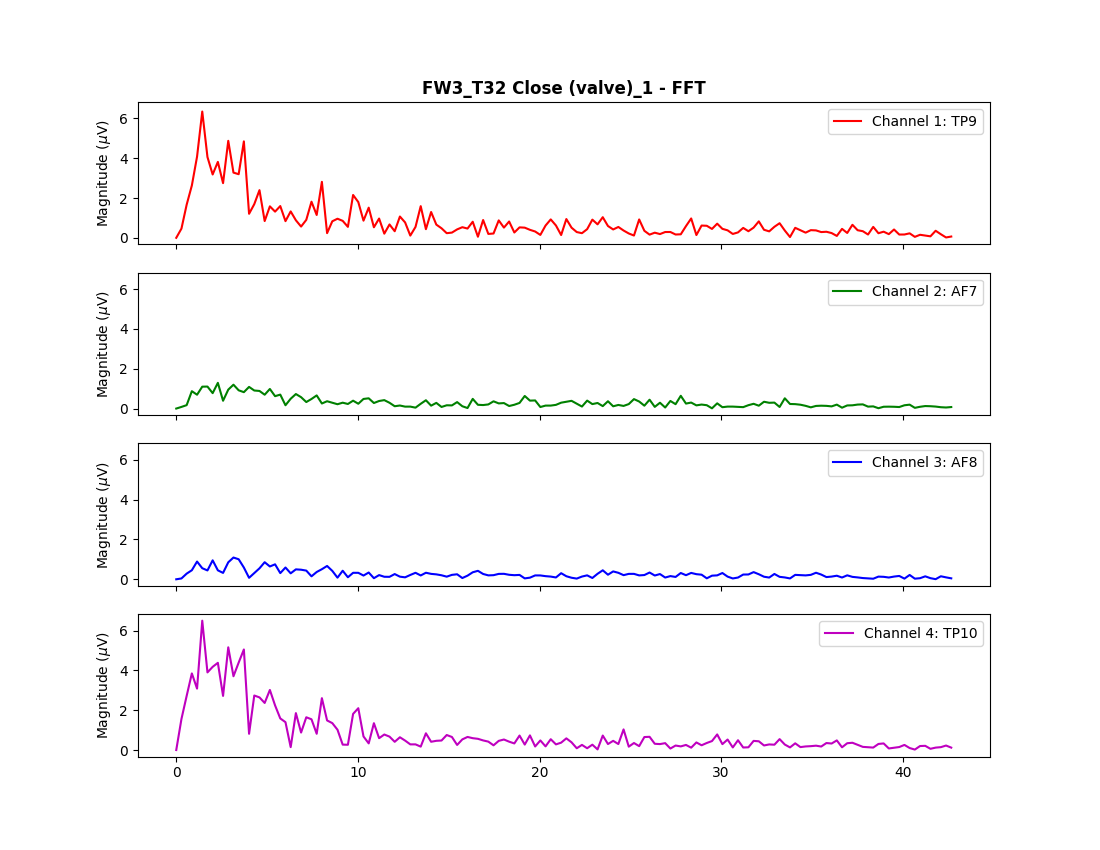 FW3_T32 Close (valve)_1 - FFT
Magnitude (μV)
6
4
2
0
Channel 1: TP9
Magnitude (μV)
6
4
2
0
Channel 2: AF7
Magnitude (μV)
6
4
2
0
Channel 3: AF8
Magnitude (μV)
6
4
2
0
Channel 4: TP10
0 10 20 30 40